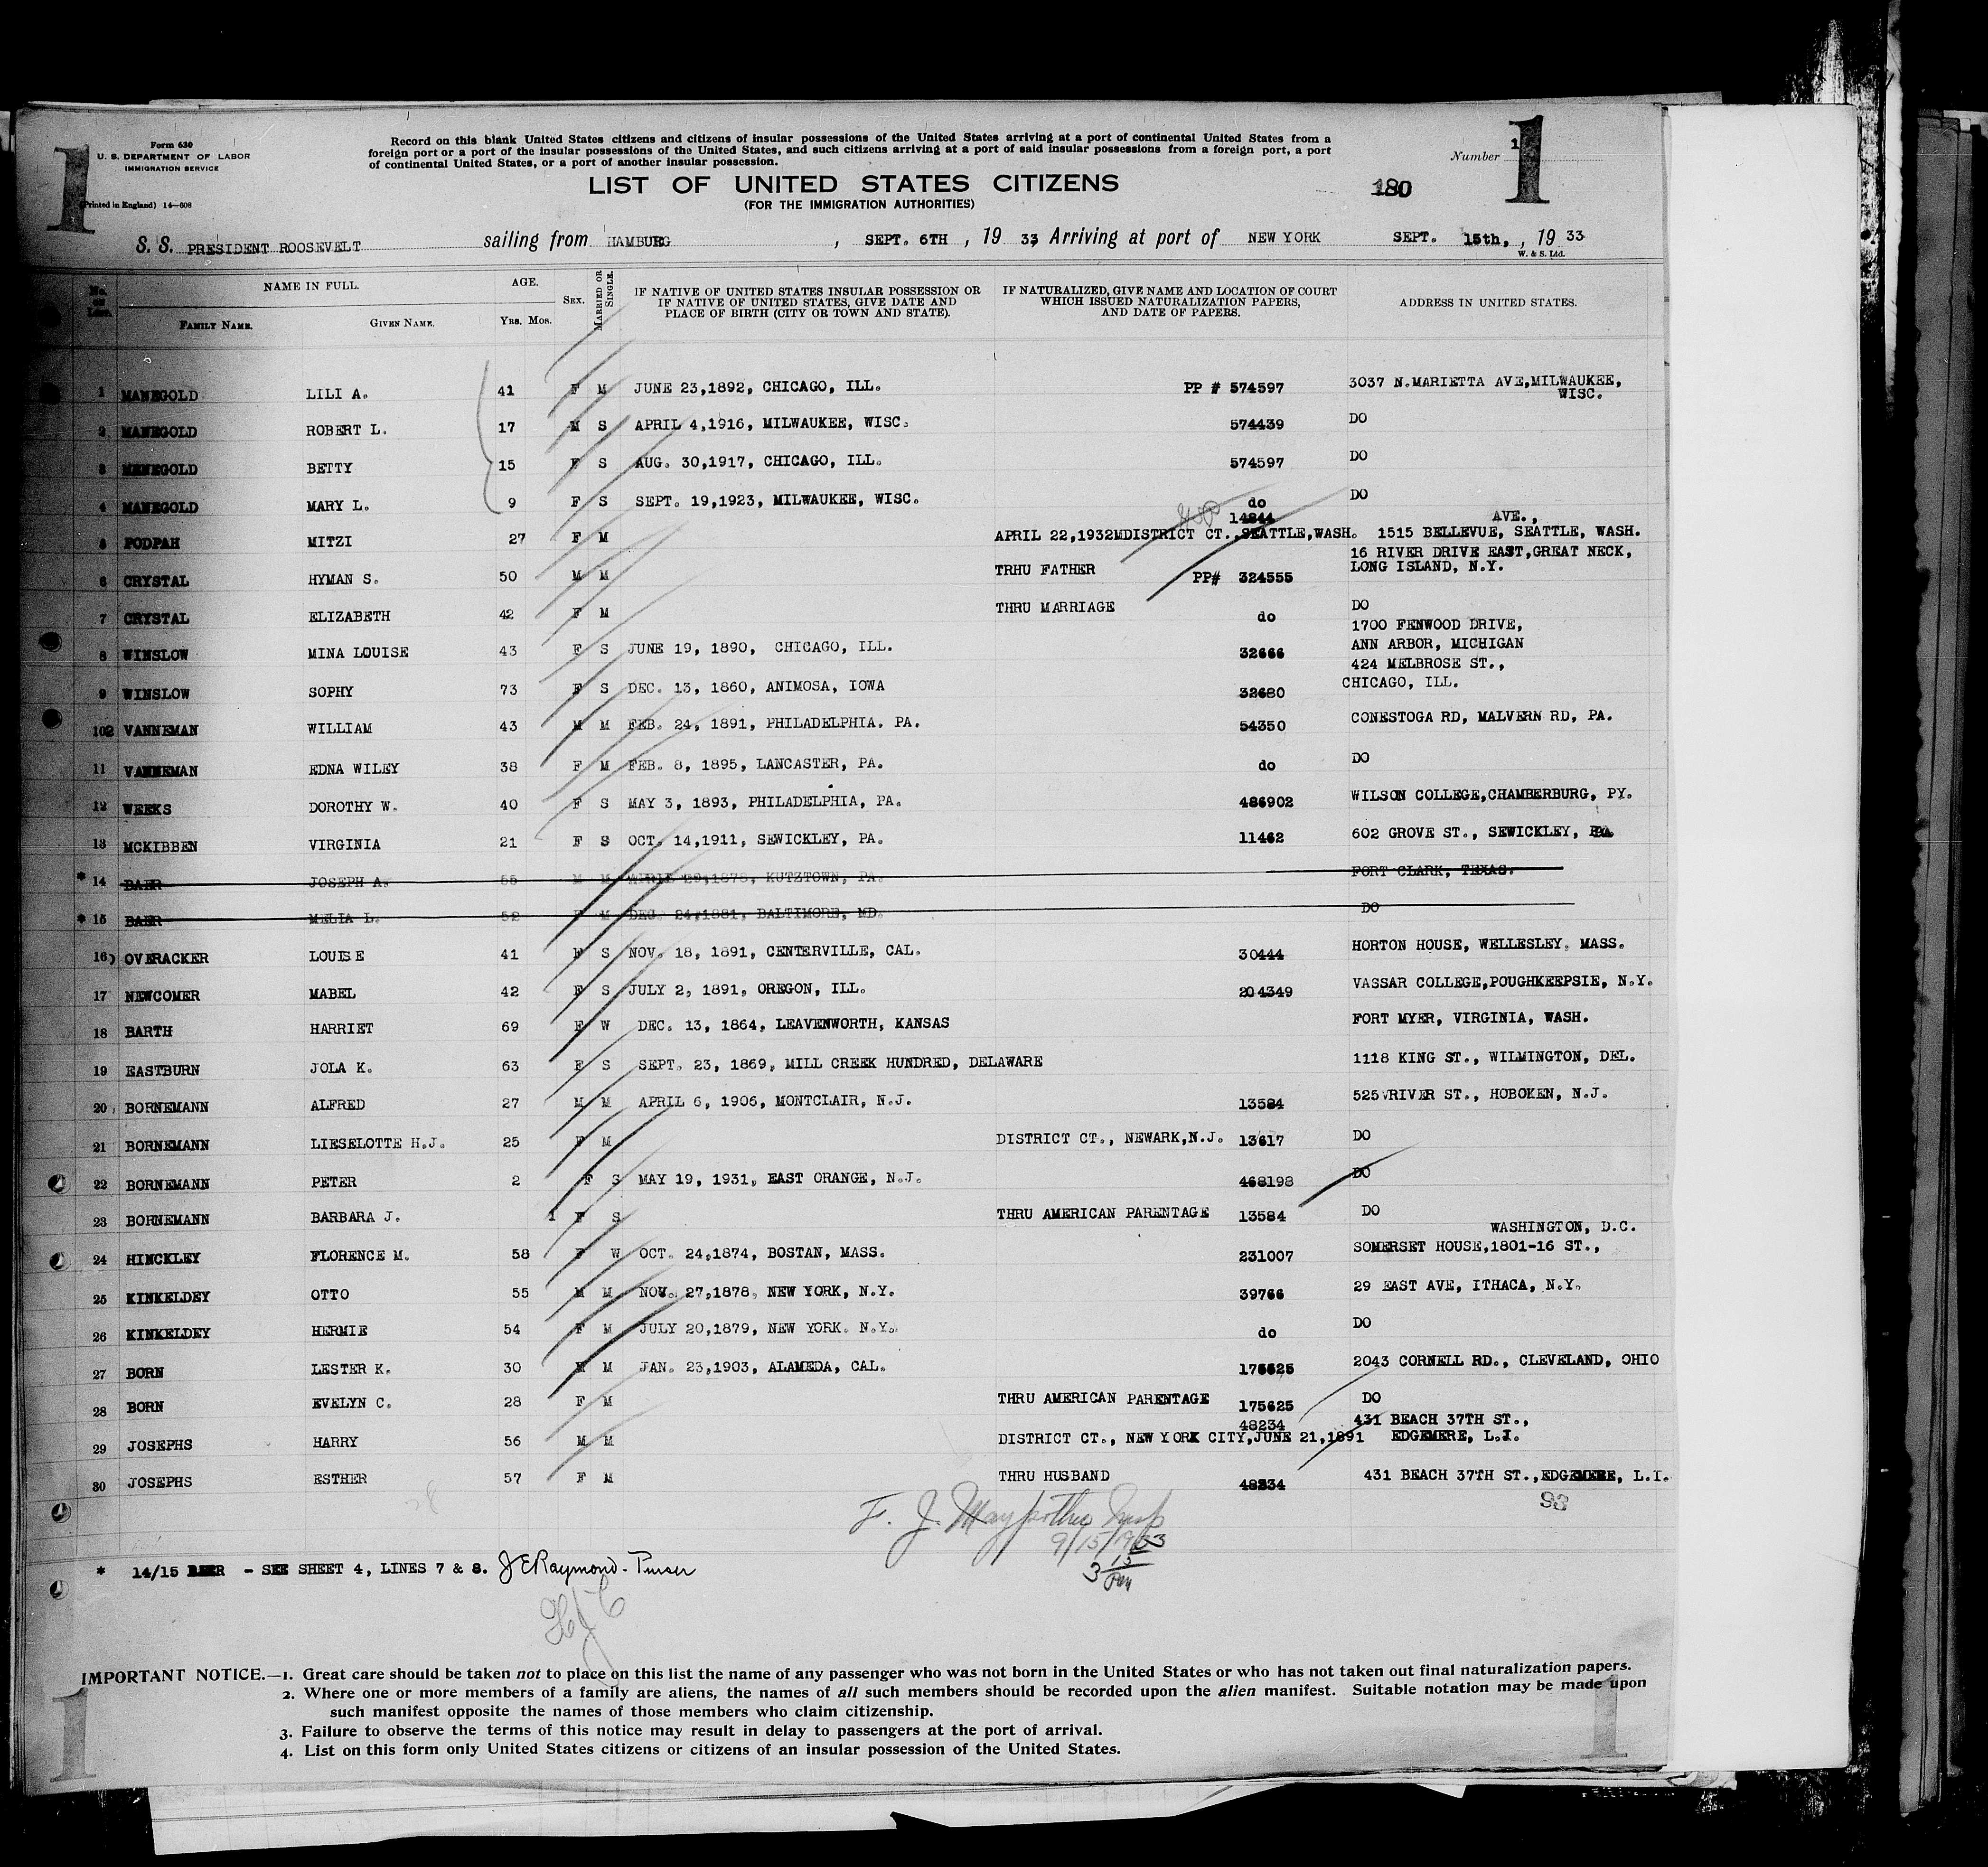 1
1
Form 630
U. S. DEPARTMENT OF LABOR
IMMIGRATION SERVICE
(Printed in England) 14—608
Record on this blank United States citizens and citizens of insular possessions of the United States arriving at a port of continental United States from a
foreign port or a port of the insular possessions of the United States, and such citizens arriving at a port of said insular possessions from a foreign port, a port
of continental United States, or a port of another insular possession.
Number 1
LIST OF UNITED STATES CITIZENS
180
(FOR THE IMMIGRATION AUTHORITIES)
S. S. PRESIDENT ROOSEVELT sailing from HAMBURG , SEPT. 6TH , 19 33 Arriving at port of NEW YORK SEPT. 15th, , 19 33
W. & S. Ltd.
No. on List. NAME IN FULL. AGE. SEX. MARRIED OR SINGLE. IF NATIVE OF UNITED STATES INSULAR POSSESSION OR IF NATIVE OF UNITED STATES, GIVE DATE AND PLACE OF BIRTH (CITY OR TOWN AND STATE). IF NATURALIZED, GIVE NAME AND LOCATION OF COURT WHICH ISSUED NATURALIZATION PAPERS, AND DATE OF PAPERS. ADDRESS IN UNITED STATES.
FAMILY NAME. GIVEN NAME. YRS. MOS.
1 MANEGOLD LILI A. 41 F M JUNE 23,1892, CHICAGO, ILL. PP # 574597 3037 N.MARIETTA AVE,MILWAUKEE,
WISC.
2 MANEGOLD ROBERT L. 17 M S APRIL 4,1916, MILWAUKEE, WISC. 574439 DO
3 MENEGOLD BETTY 15 F S AUG. 30,1917, CHICAGO, ILL. 574597 DO
4 MANEGOLD MARY L. 9 F S SEPT. 19,1923, MILWAUKEE, WISC. do DO
14844 AVE.,
5 PODPAH MITZI 27 F M APRIL 22,1932MDISTRICT CT. SEATTLE,WASH. 1515 BELLEVUE, SEATTLE, WASH.
16 RIVER DRIVE EAST,GREAT NECK,
6 CRYSTAL HYMAN S. 50 M M TRHU FATHER PP# 324555 LONG ISLAND, N.Y.
7 CRYSTAL ELIZABETH 42 F M THRU MARRIAGE do DO
1700 FENWOOD DRIVE,
8 WINSLOW MINA LOUISE 43 F S JUNE 19, 1890, CHICAGO, ILL. 32666 ANN ARBOR, MICHIGAN
424 MELBROSE ST.,
9 WINSLOW SOPHY 73 F S DEC. 13, 1860, ANIMOSA, IOWA 32680 CHICAGO, ILL.
10 VANNEMAN WILLIAM 43 M M FEB. 24, 1891, PHILADELPHIA. PA. 54350 CONESTOGA RD, MALVERN RD, PA.
11 VANNEMAN EDNA WILEY 38 F M FEB. 8, 1895, LANCASTER, PA. do DO
12 WEEKS DOROTHY W. 40 F S MAY 3, 1893, PHILADELPHIA, PA. 486902 WILSON COLLEGE,CHAMBERBURG, PY.
13 MCKIBBEN VIRGINIA 21 F S OCT. 14,1911, SEWICKLEY, PA. 11462 602 GROVE ST., SEWICKLEY, PA
* 14 BAER JOSEPH A. 55 M M APRIL 29,1878, KUTZTOWN, PA. FORT CLARK, TEXAS.
* 15 BAER MELIA L. 52 F M DEC. 24,1881, BALTIMORE, MD. DO
16 OVERACKER LOUISE 41 F S NOV. 18, 1891, CENTERVILLE, CAL. 30444 HORTON HOUSE, WELLESLEY, MASS.
17 NEWCOMER MABEL 42 F S JULY 2, 1891, OREGON, ILL. 204349 VASSAR COLLEGE,POUGHKEEPSIE, N.Y.
18 BARTH HARRIET 69 F W DEC. 13, 1864, LEAVENWORTH, KANSAS FORT MYER, VIRGINIA, WASH.
19 EASTBURN JOLA K. 63 F S SEPT. 23, 1869, MILL CREEK HUNDRED, DELAWARE 1118 KING ST., WILMINGTON, DEL.
20 BORNEMANN ALFRED 27 M M APRIL 6, 1906, MONTCLAIR, N.J. 13584 525 RIVER ST., HOBOKEN, N.J.
21 BORNEMANN LIESELOTTE H.J. 25 F M DISTRICT CT., NEWARK,N.J. 13617 DO
22 BORNEMANN PETER 2 F S MAY 19, 1931, EAST ORANGE, N.J. 468198 DO
23 BORNEMANN BARBARA J. 1 F S THRU AMERICAN PARENTAGE 13584 DO
WASHINGTON, D.C.
24 HINCKLEY FLORENCE M. 58 F W OCT. 24,1874, BOSTAN, MASS. 231007 SOMERSET HOUSE,1801-16 ST.,
25 KINKELDEY OTTO 55 M M NOV. 27,1878, NEW YORK, N.Y. 39766 29 EAST AVE, ITHACA, N.Y.
26 KINKELDEY HERMIE 54 F M JULY 20,1879, NEW YORK. N.Y. do DO
27 BORN LESTER K. 30 M M JAN. 23,1903, ALAMEDA, CAL. 175625 2043 CORNELL RD., CLEVELAND, OHIO
28 BORN EVELYN C. 28 F M THRU AMERICAN PARENTAGE 175625 DO
48234 431 BEACH 37TH ST.,
29 JOSEPHS HARRY 56 M M DISTRICT CT., NEW YORK CITY,JUNE 21,1891 EDGEMERE, L.I.
30 JOSEPHS ESTHER 57 F M THRU HUSBAND 48234 431 BEACH 37TH ST.,EDGEMERE, L.I.
93
F. J.
9/15/1933
* 14/15 BAER - SEE SHEET 4, LINES 7 & 8. J E Raymond - Purser
IMPORTANT NOTICE.—1. Great care should be taken not to place on this list the name of any passenger who was not born in the United States or who has not taken out final naturalization papers.
2. Where one or more members of a family are aliens, the names of all such members should be recorded upon the alien manifest. Suitable notation may be made upon
such manifest opposite the names of those members who claim citizenship.
3. Failure to observe the terms of this notice may result in delay to passengers at the port of arrival.
4. List on this form only United States citizens or citizens of an insular possession of the United States.
1
1